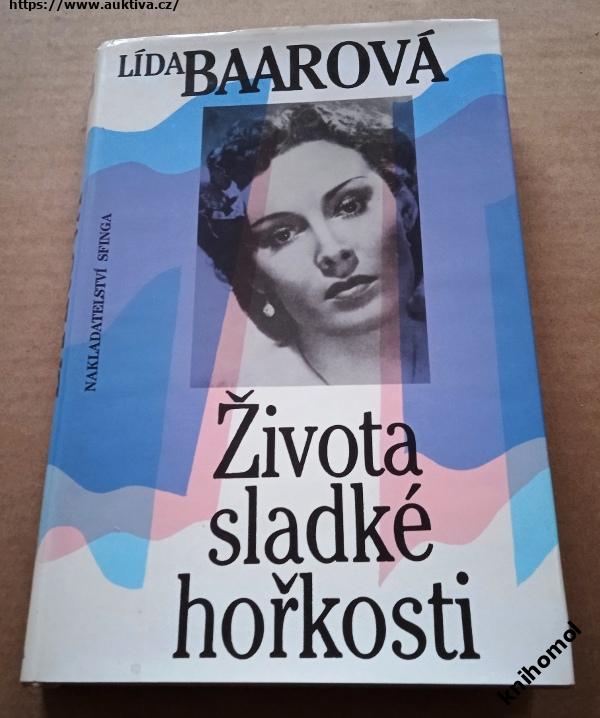 https://www.auktiva.cz/
LÍDA BAAROVÁ
NAKLADATELSTVÍ SFINGA
Života
sladké
hořkosti
knihomol